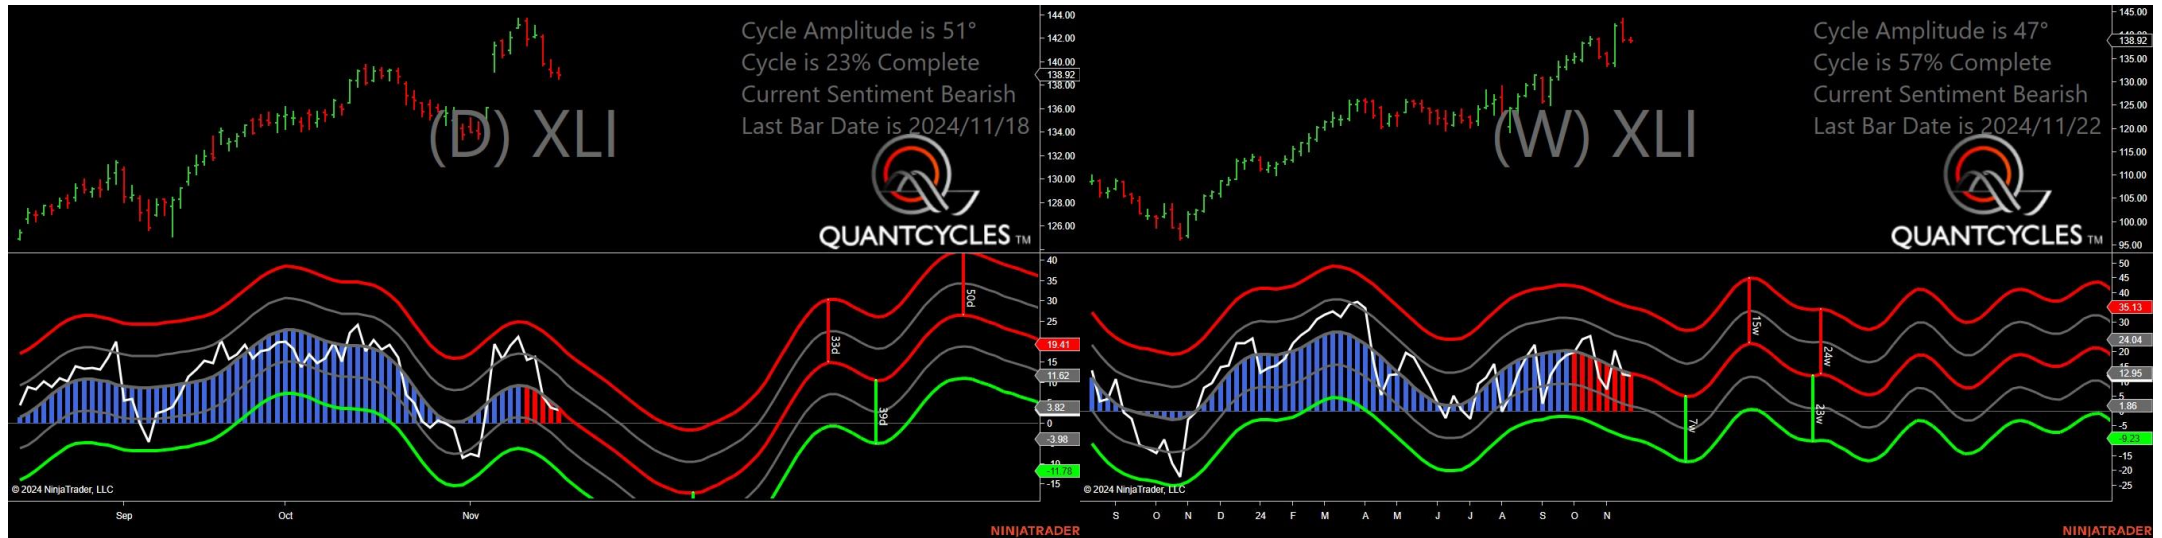 Cycle Amplitude is 51°
Cycle is 23% Complete
Current Sentiment Bearish
Last Bar Date is 2024/11/18
(D) XLI
QUANTCYCLES TM
144.00
142.00
140.00
138.92
138.00
136.00
134.00
132.00
130.00
128.00
126.00
40
35
30
25
19.41
15
11.62
3.82
0
-3.98
-11.78
-15
33d
39d
50d
© 2024 NinjaTrader, LLC
Sep Oct Nov
NINJATRADER
Cycle Amplitude is 47°
Cycle is 57% Complete
Current Sentiment Bearish
Last Bar Date is 2024/11/22
(W) XLI
QUANTCYCLES TM
145.00
138.92
135.00
130.00
125.00
120.00
115.00
110.00
105.00
100.00
95.00
50
45
40
35.13
30
24.04
20
12.95
1.86
-5
-9.23
-15
-20
-25
7w
15w
23w
24w
© 2024 NinjaTrader, LLC
S O N D 24 F M A M J J A S O N
NINJATRADER